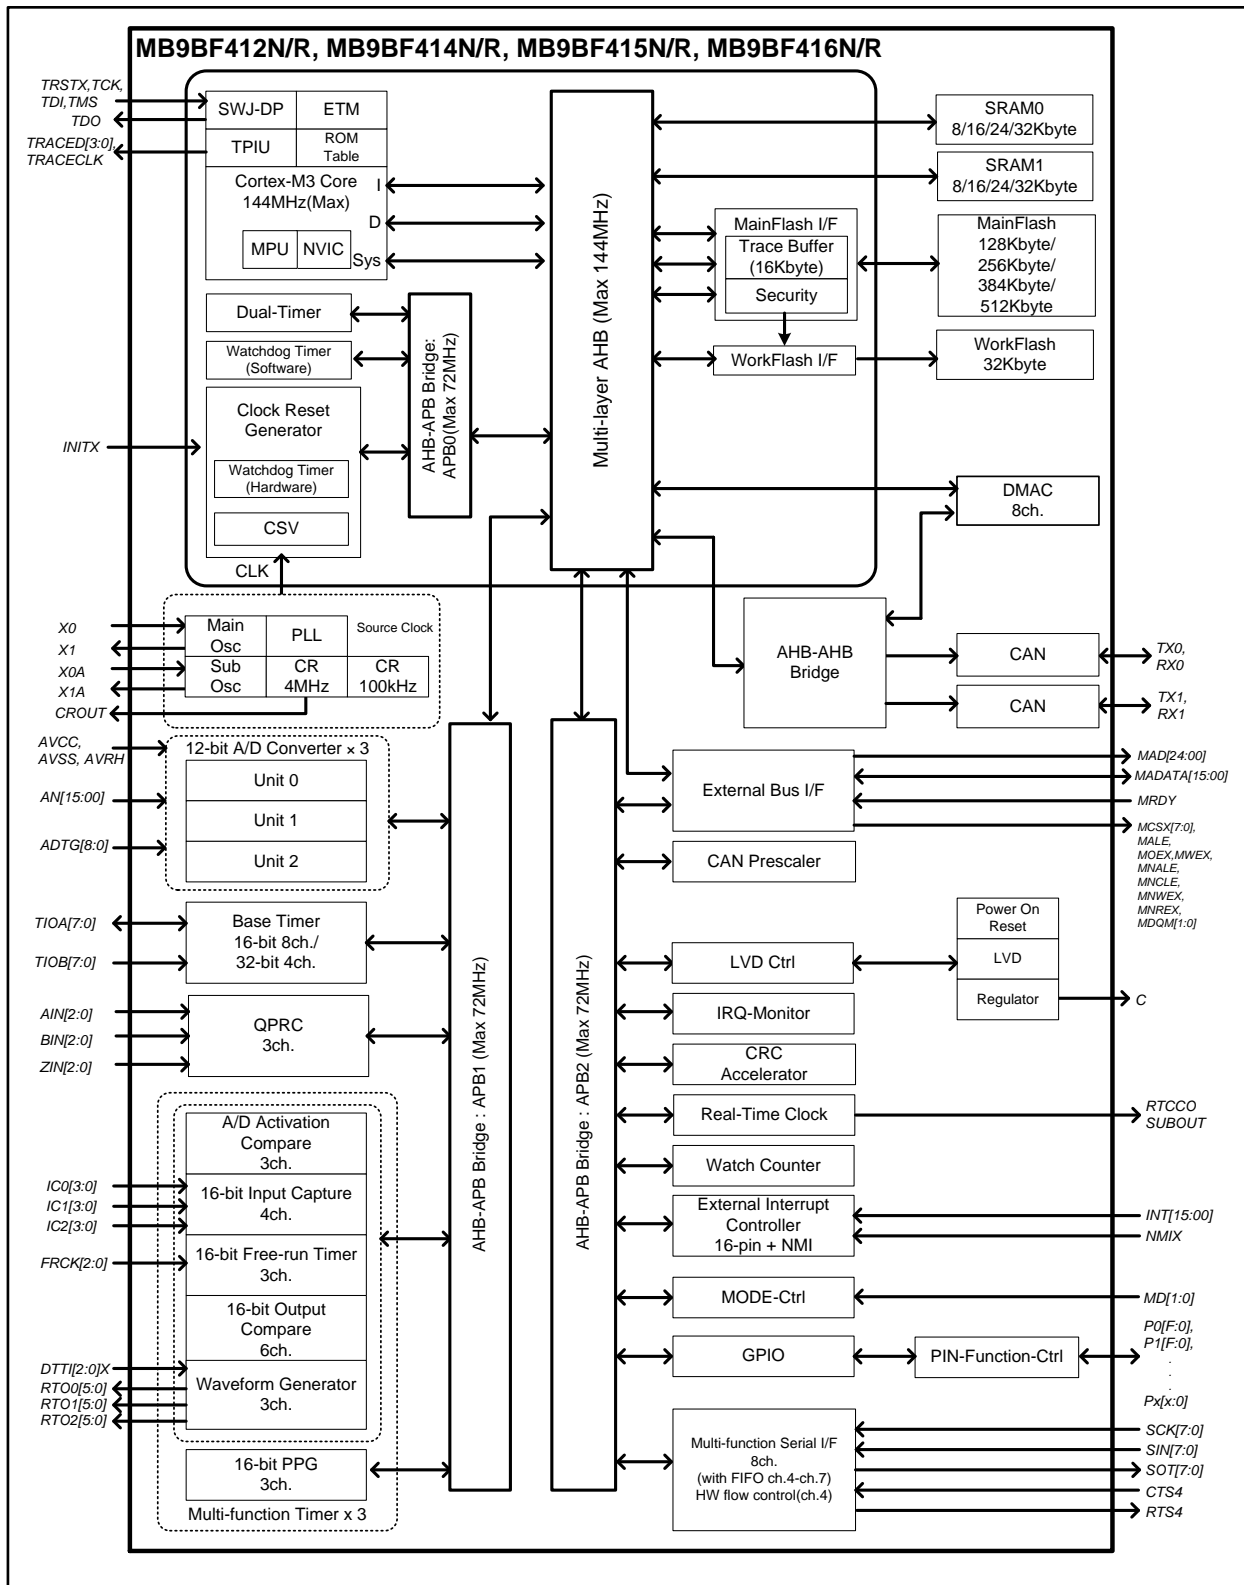 MB9BF412N/R, MB9BF414N/R, MB9BF415N/R, MB9BF416N/R
TRSTX,TCK,
TDI,TMS
TDO
TRACED[3:0],
TRACECLK
SWJ-DP
ETM
TPIU
ROM
Table
Cortex-M3 Core
144MHz(Max)
I
D
Sys
MPU
NVIC
Dual-Timer
Watchdog Timer
(Software)
Clock Reset
Generator
Watchdog Timer
(Hardware)
CSV
INITX
CLK
AHB-APB Bridge:
APB0(Max 72MHz)
Multi-layer AHB (Max 144MHz)
SRAM0
8/16/24/32Kbyte
SRAM1
8/16/24/32Kbyte
MainFlash I/F
Trace Buffer
(16Kbyte)
Security
MainFlash
128Kbyte/
256Kbyte/
384Kbyte/
512Kbyte
WorkFlash I/F
WorkFlash
32Kbyte
DMAC
8ch.
X0
X1
X0A
X1A
CROUT
Main
Osc
PLL
Source Clock
Sub
Osc
CR
4MHz
CR
100kHz
AHB-AHB
Bridge
CAN
TX0,
RX0
CAN
TX1,
RX1
AVCC,
AVSS, AVRH
AN[15:00]
ADTG[8:0]
12-bit A/D Converter × 3
Unit 0
Unit 1
Unit 2
TIOA[7:0]
TIOB[7:0]
Base Timer
16-bit 8ch./
32-bit 4ch.
AIN[2:0]
BIN[2:0]
ZIN[2:0]
QPRC
3ch.
A/D Activation
Compare
3ch.
IC0[3:0]
IC1[3:0]
IC2[3:0]
16-bit Input Capture
4ch.
FRCK[2:0]
16-bit Free-run Timer
3ch.
16-bit Output
Compare
6ch.
DTTI[2:0]X
RTO0[5:0]
RTO1[5:0]
RTO2[5:0]
Waveform Generator
3ch.
16-bit PPG
3ch.
Multi-function Timer x 3
AHB-APB Bridge : APB1 (Max 72MHz)
AHB-APB Bridge : APB2 (Max 72MHz)
External Bus I/F
MAD[24:00]
MADATA[15:00]
MRDY
MCSX[7:0],
MALE,
MOEX,MWEX,
MNALE,
MNCLE,
MNWEX,
MNREX,
MDQM[1:0]
CAN Prescaler
LVD Ctrl
Power On
Reset
LVD
Regulator
C
IRQ-Monitor
CRC
Accelerator
Real-Time Clock
RTCCO
SUBOUT
Watch Counter
External Interrupt
Controller
16-pin + NMI
INT[15:00]
NMIX
MODE-Ctrl
MD[1:0]
GPIO
PIN-Function-Ctrl
P0[F:0],
P1[F:0],
.
.
.
Px[x:0]
Multi-function Serial I/F
8ch.
(with FIFO ch.4-ch.7)
HW flow control(ch.4)
SCK[7:0]
SIN[7:0]
SOT[7:0]
CTS4
RTS4